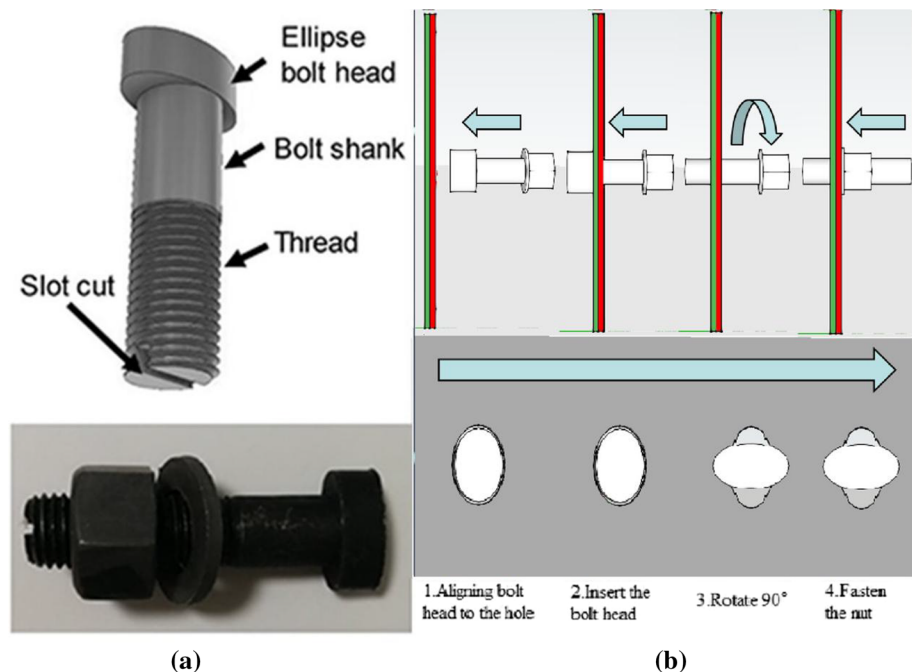 Ellipse
bolt head
Bolt shank
Thread
Slot cut
1.Aligning bolt
head to the hole
2.Insert the
bolt head
3.Rotate 90°
4.Fasten
the nut
(a)
(b)